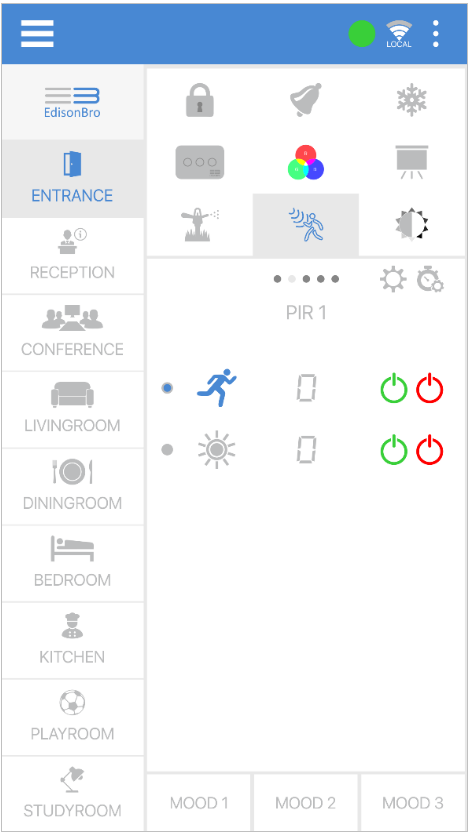 LOCAL
EdisonBro
ENTRANCE
RECEPTION
CONFERENCE
LIVINGROOM
DININGROOM
BEDROOM
KITCHEN
PLAYROOM
STUDYROOM
PIR 1
0
0
MOOD 1
MOOD 2
MOOD 3